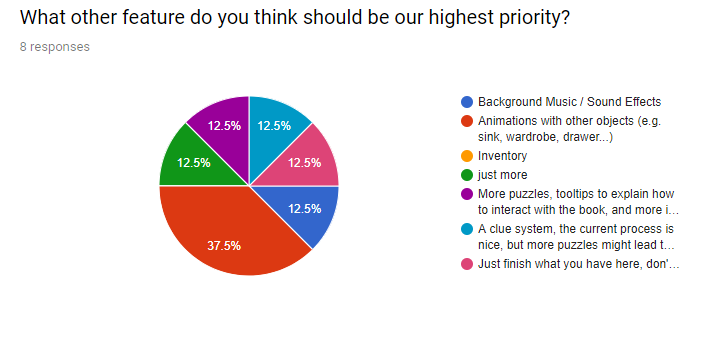 What other feature do you think should be our highest priority?
8 responses
12.5%
12.5%
12.5%
12.5%
12.5%
37.5%
Background Music / Sound Effects
Animations with other objects (e.g.
sink, wardrobe, drawer...)
Inventory
just more
More puzzles, tooltips to explain how
to interact with the book, and more i...
A clue system, the current process is
nice, but more puzzles might lead t...
Just finish what you have here, don'...